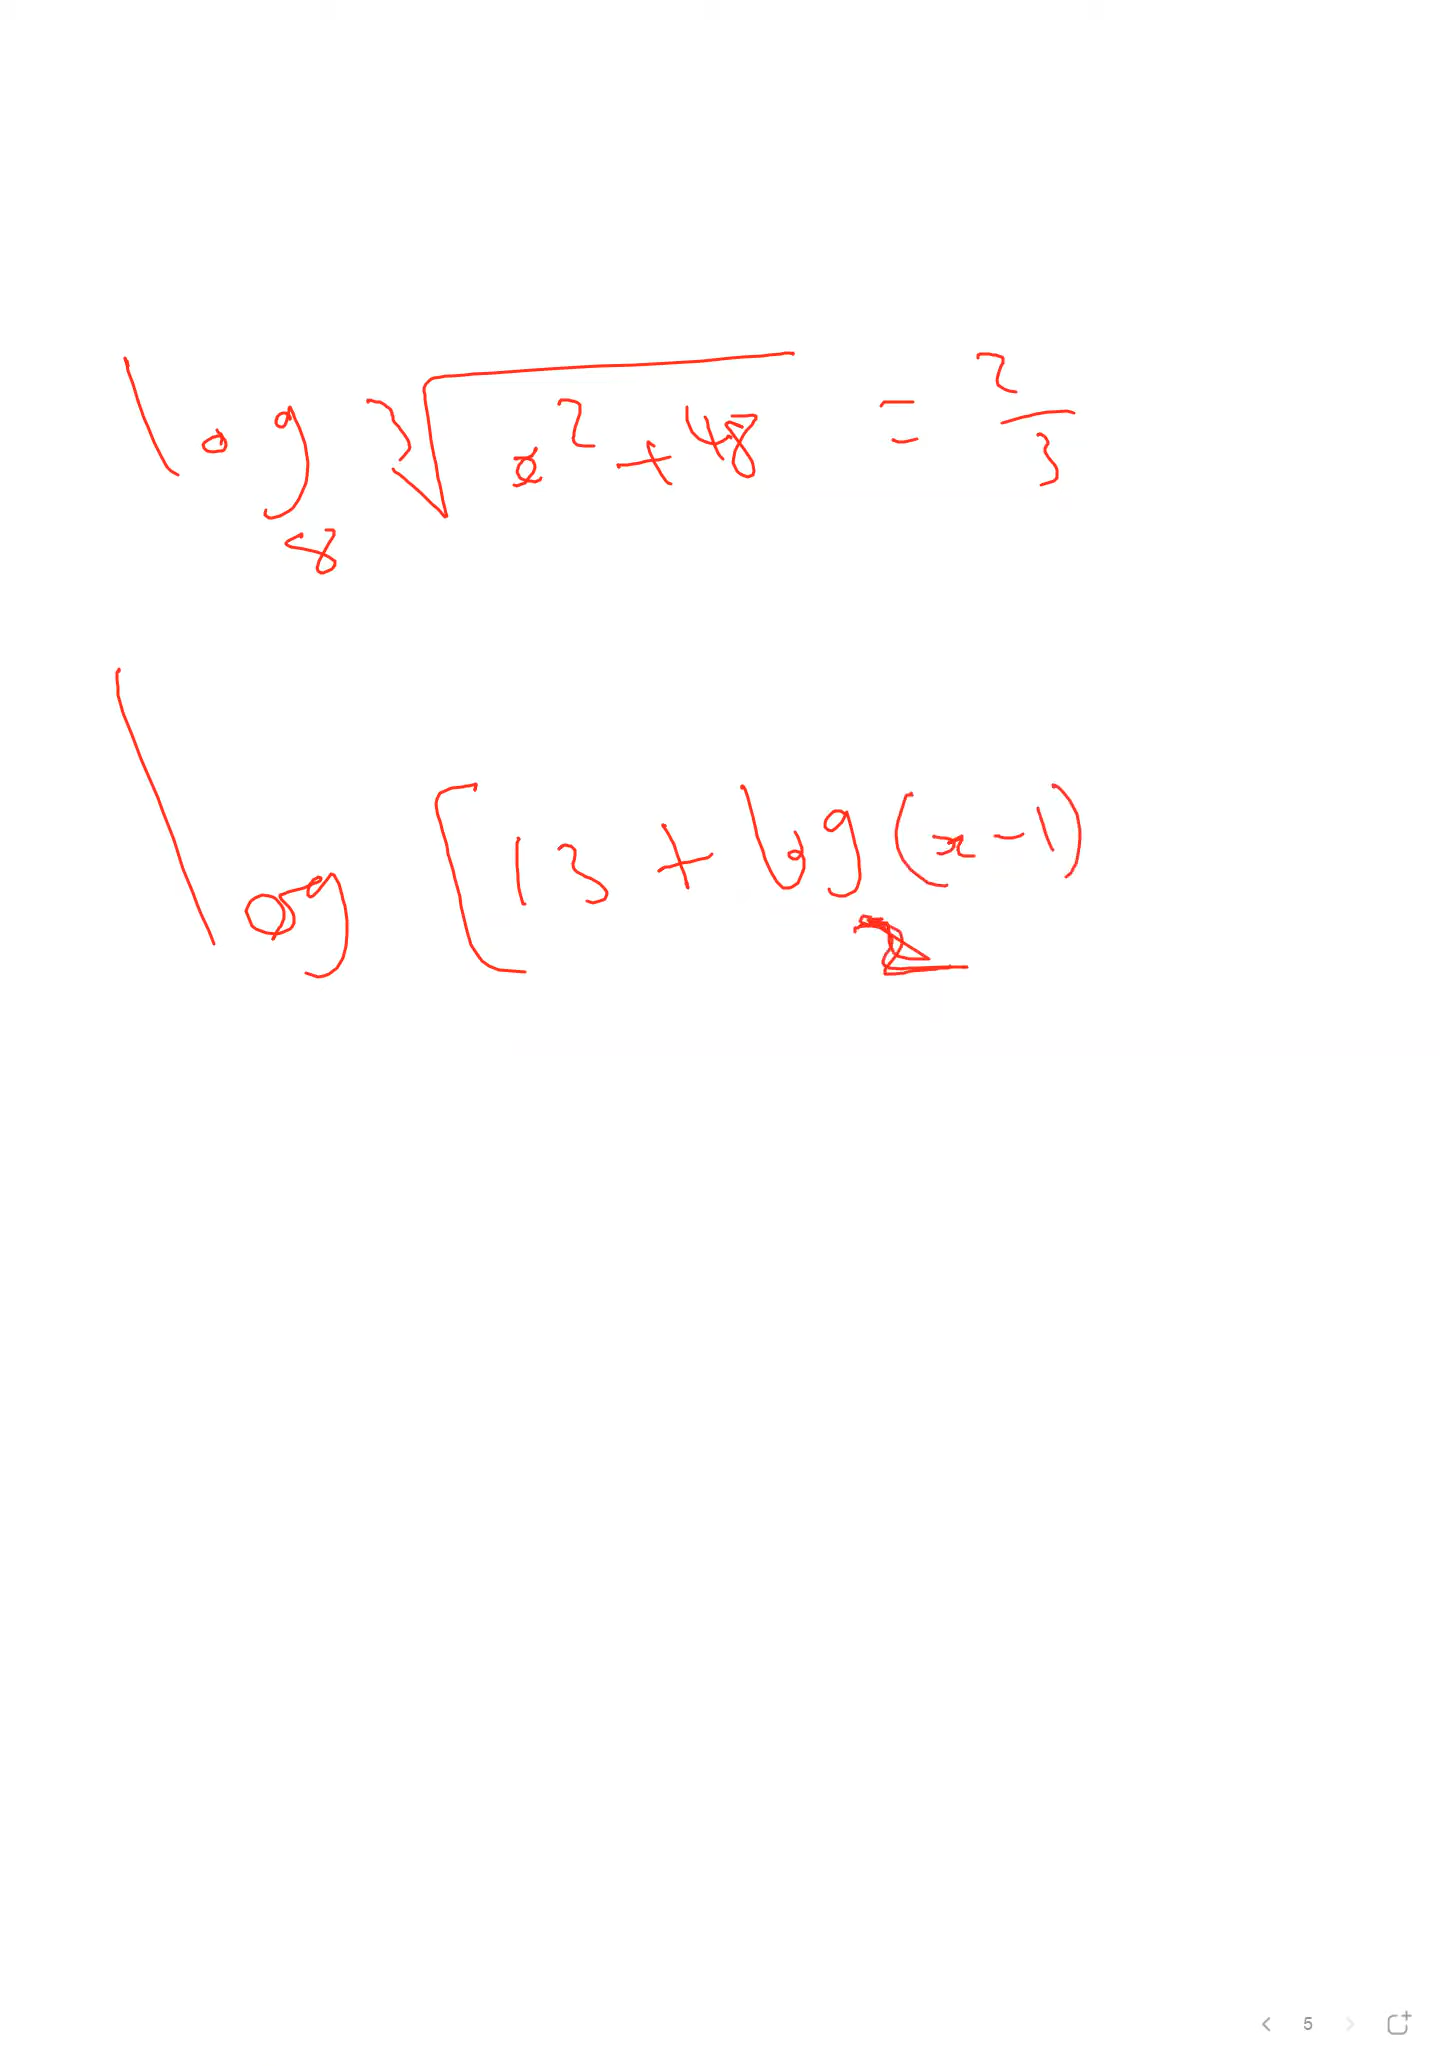 log₈ ∛(x² + 48) = 2/3
log [13 + log₂(x - 1)
5